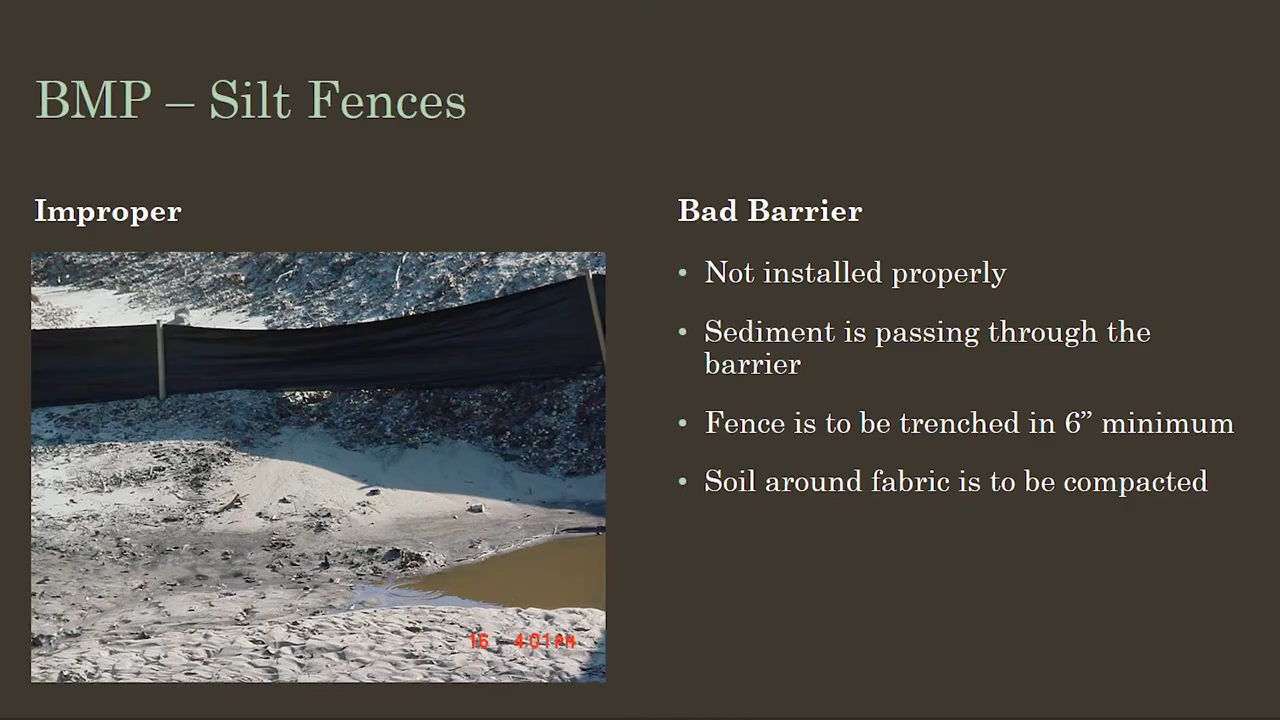 BMP – Silt Fences
Improper
Bad Barrier
• Not installed properly
• Sediment is passing through the
barrier
• Fence is to be trenched in 6” minimum
• Soil around fabric is to be compacted
16 4:01PM